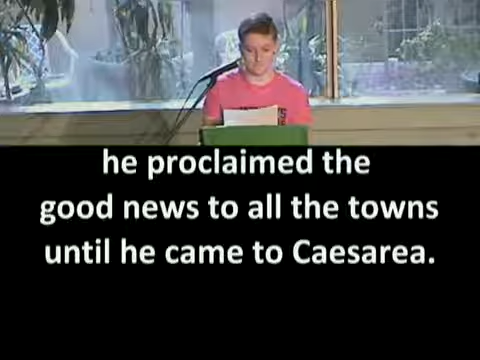 he proclaimed the
good news to all the towns
until he came to Caesarea.